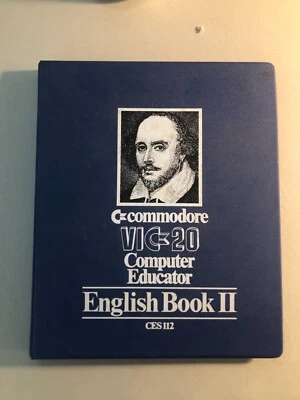 commodore
VIC-20
Computer
Educator
English Book II
CES 112